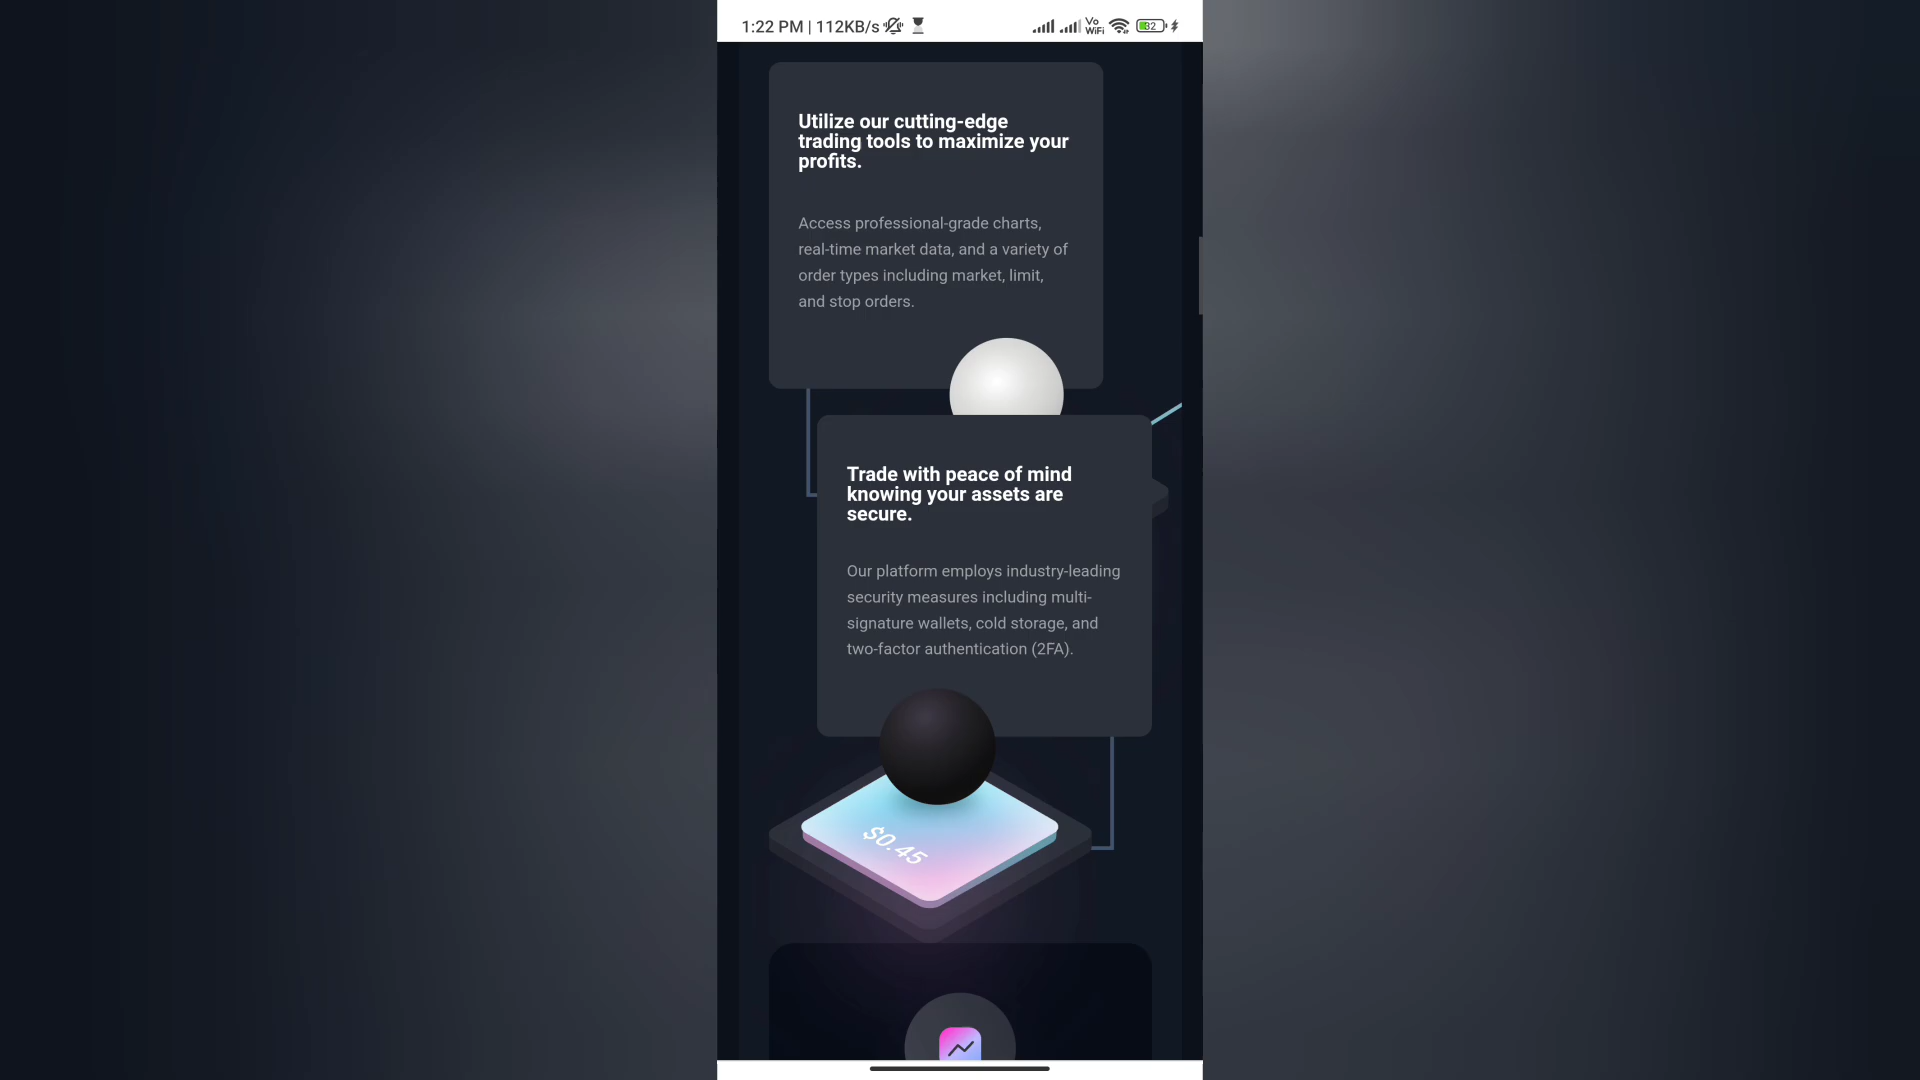 1:22 PM | 112KB/s
Vo
WiFi
32
Utilize our cutting-edge
trading tools to maximize your
profits.
Access professional-grade charts,
real-time market data, and a variety of
order types including market, limit,
and stop orders.
Trade with peace of mind
knowing your assets are
secure.
Our platform employs industry-leading
security measures including multi-
signature wallets, cold storage, and
two-factor authentication (2FA).
$0.45